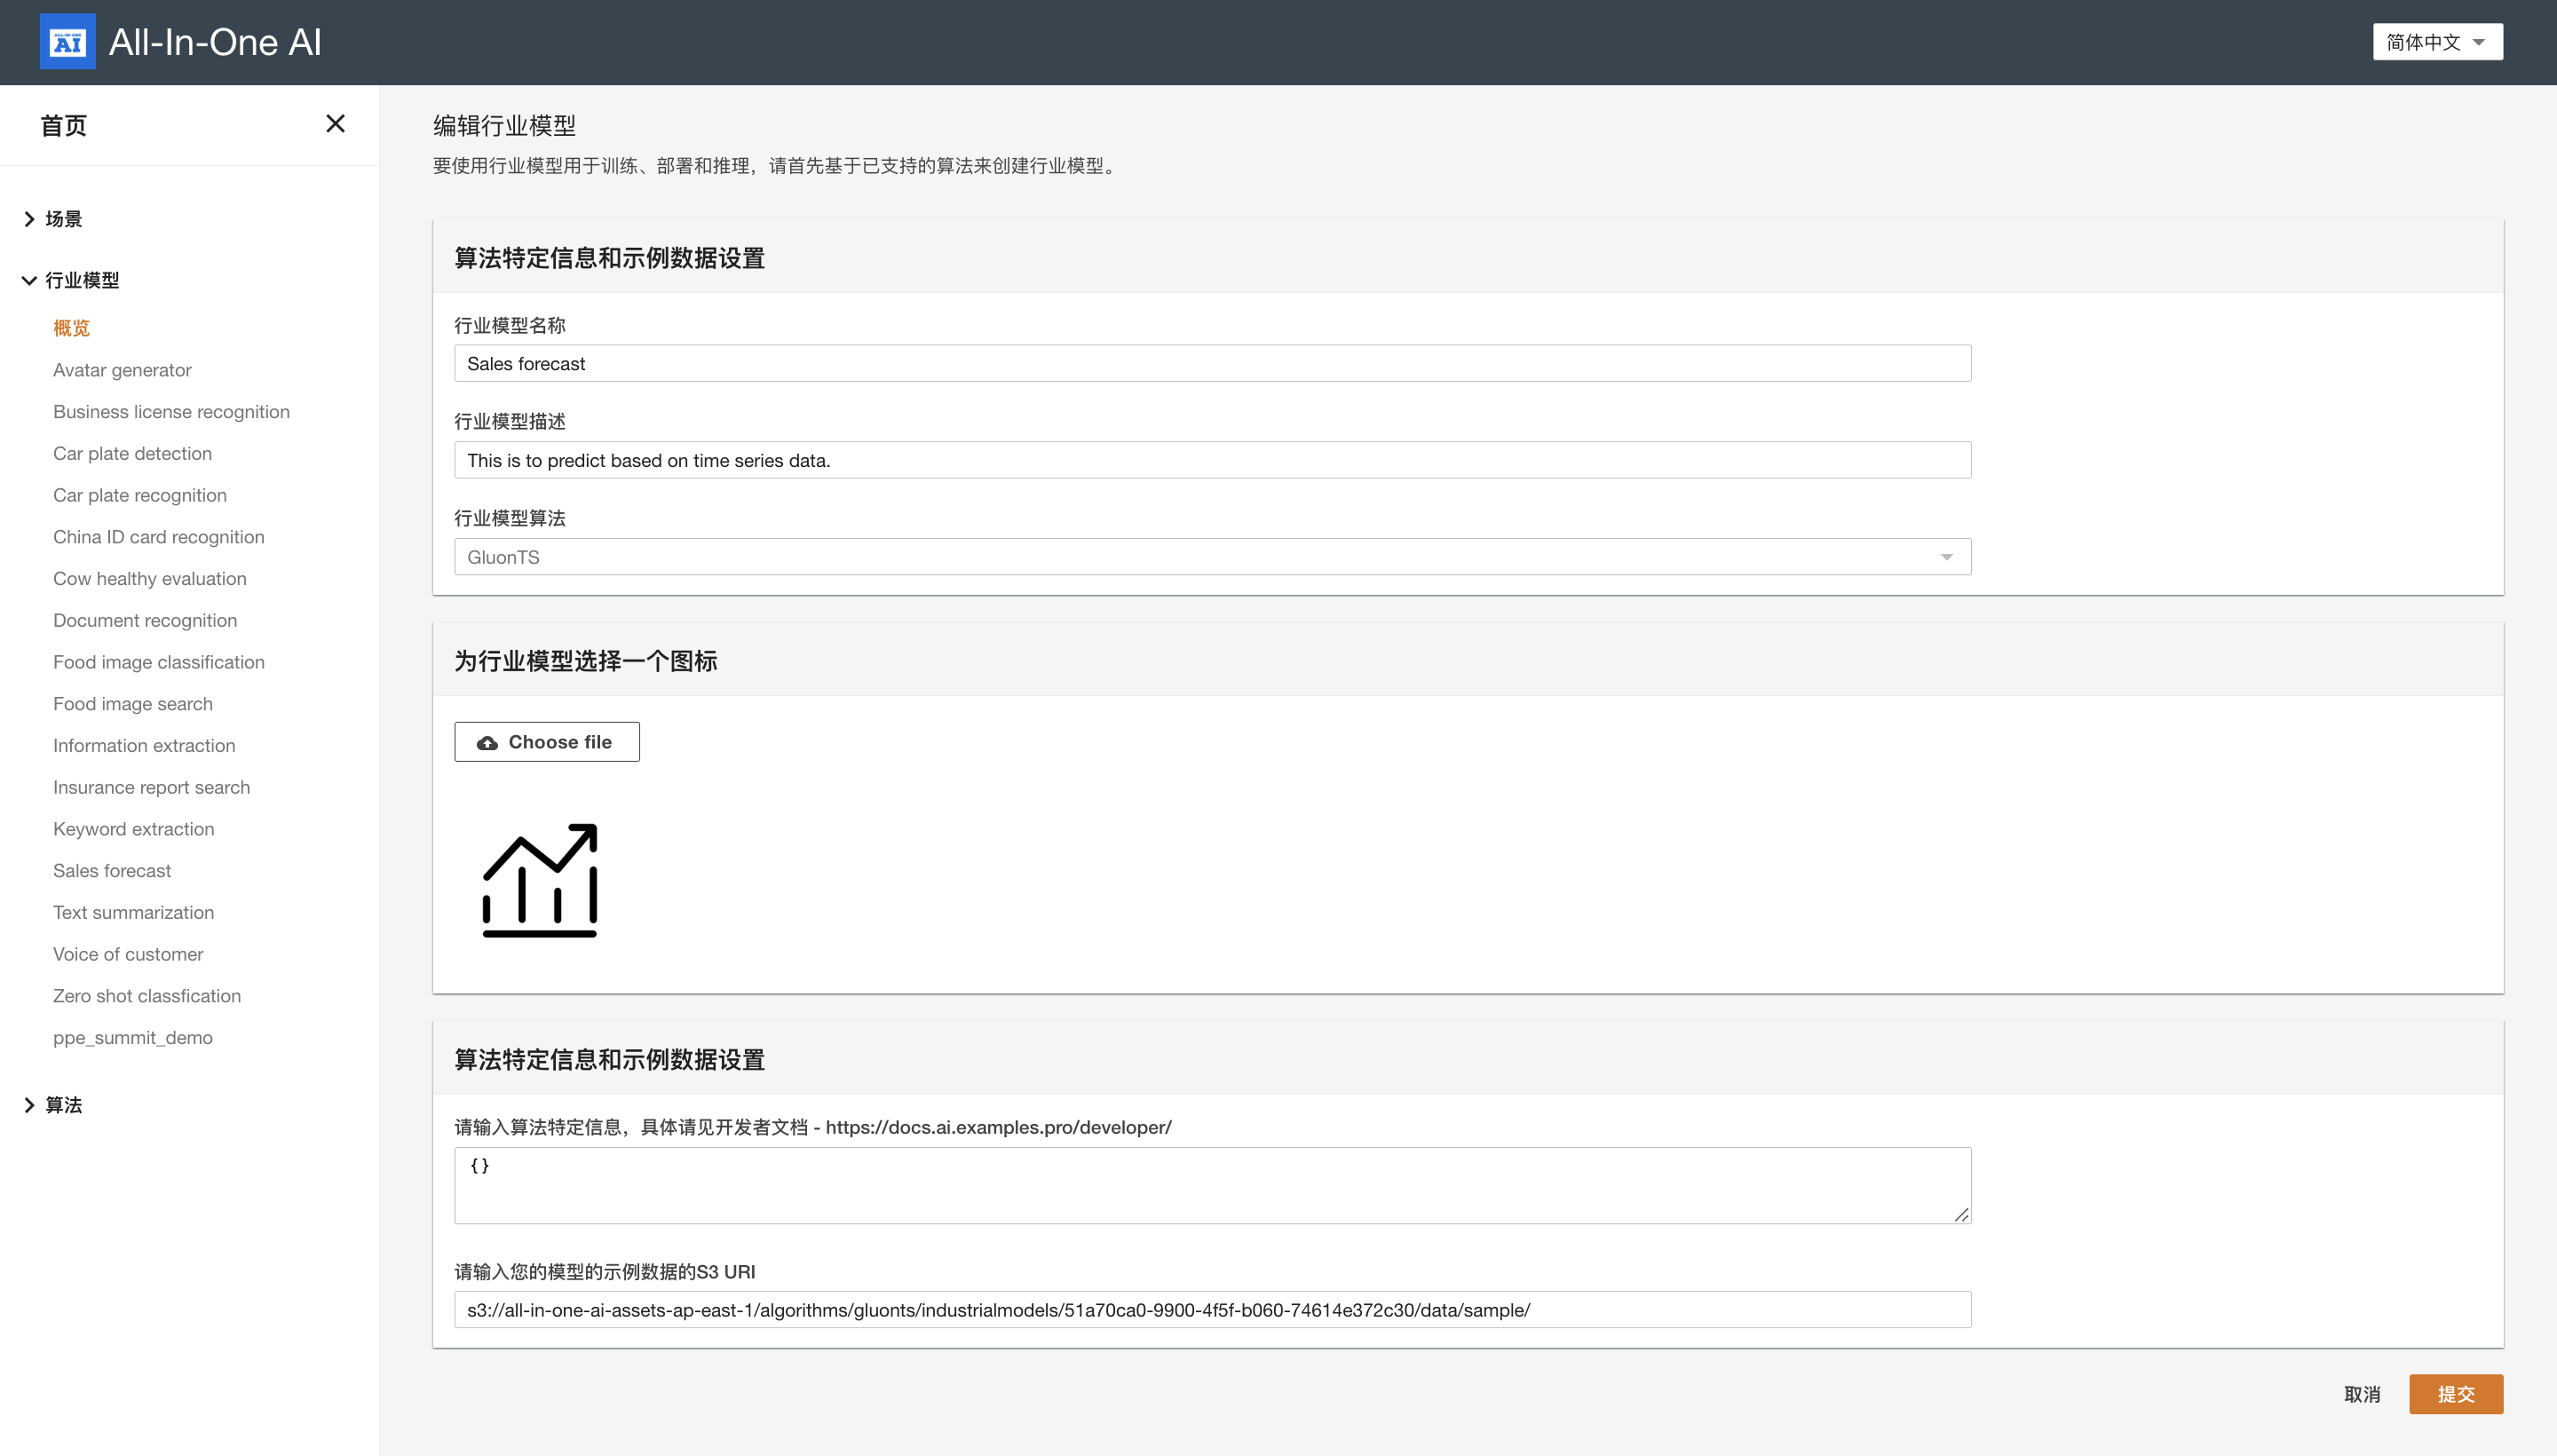 ALL-IN-ONE
AI
All-In-One AI
简体中文
首页
场景
行业模型
概览
Avatar generator
Business license recognition
Car plate detection
Car plate recognition
China ID card recognition
Cow healthy evaluation
Document recognition
Food image classification
Food image search
Information extraction
Insurance report search
Keyword extraction
Sales forecast
Text summarization
Voice of customer
Zero shot classfication
ppe_summit_demo
算法
编辑行业模型
要使用行业模型用于训练、部署和推理，请首先基于已支持的算法来创建行业模型。
算法特定信息和示例数据设置
行业模型名称
Sales forecast
行业模型描述
This is to predict based on time series data.
行业模型算法
GluonTS
为行业模型选择一个图标
Choose file
算法特定信息和示例数据设置
请输入算法特定信息，具体请见开发者文档 - https://docs.ai.examples.pro/developer/
{}
请输入您的模型的示例数据的S3 URI
s3://all-in-one-ai-assets-ap-east-1/algorithms/gluonts/industrialmodels/51a70ca0-9900-4f5f-b060-74614e372c30/data/sample/
取消
提交